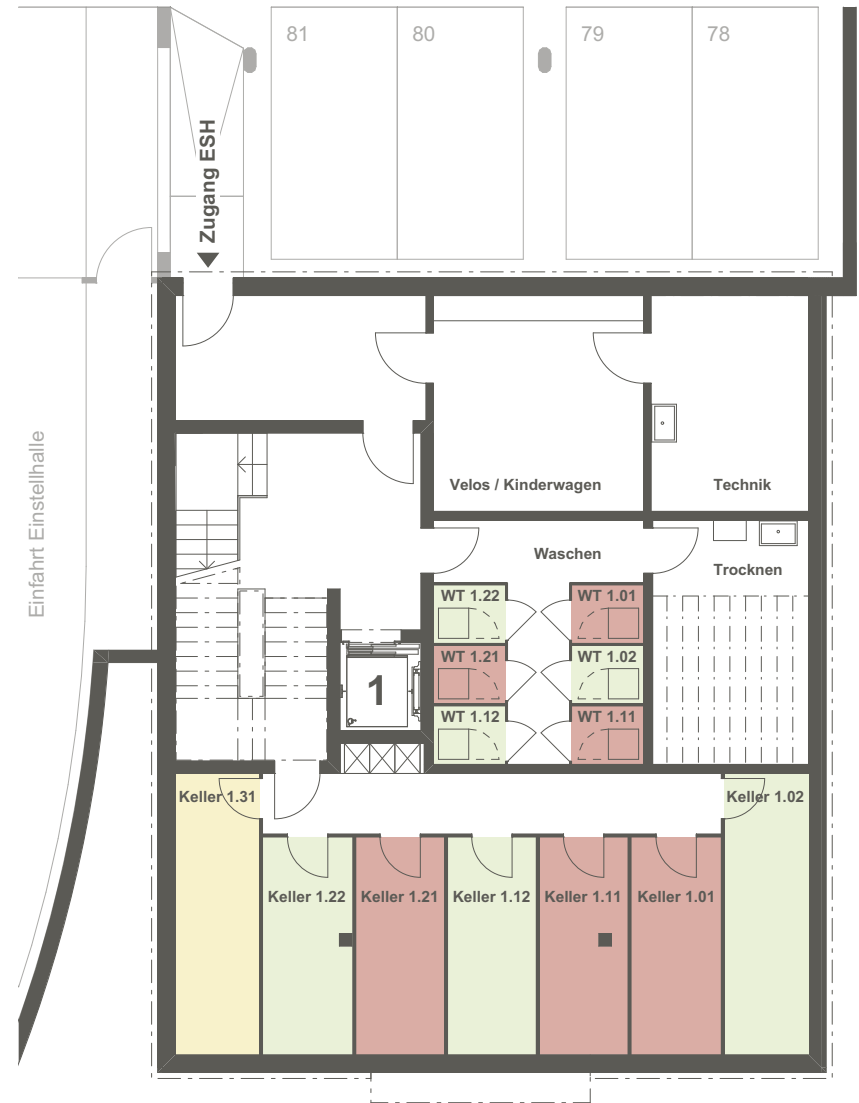 81
80
79
78
Zugang ESH
Einfahrt Einstellhalle
Velos / Kinderwagen
Technik
Waschen
Trocknen
WT 1.22
WT 1.01
WT 1.21
WT 1.02
WT 1.12
WT 1.11
1
Keller 1.31
Keller 1.02
Keller 1.22
Keller 1.21
Keller 1.12
Keller 1.11
Keller 1.01